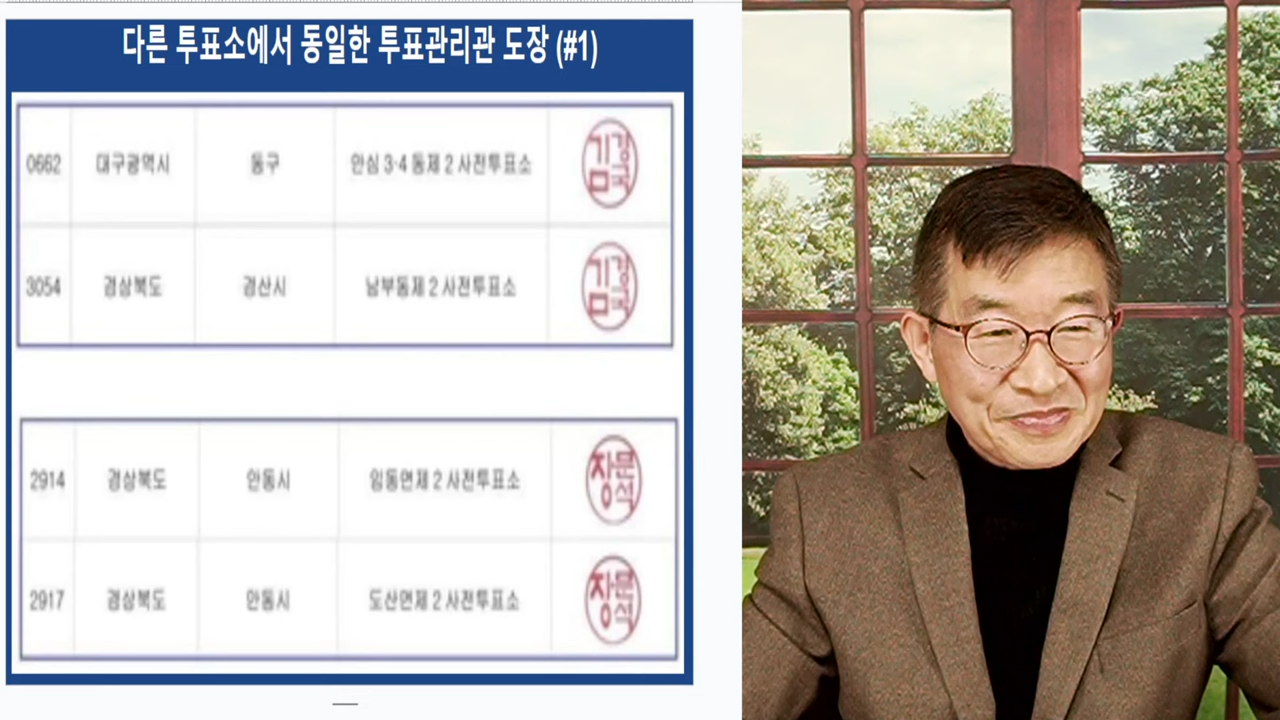 다른 투표소에서 동일한 투표관리관 도장 (#1)
0662 대구광역시 동구 안심 3·4 동제 2 사전투표소 김경국
3054 경상북도 경산시 남부동제 2 사전투표소 김경국
2914 경상북도 안동시 임동면제 2 사전투표소 장문석
2917 경상북도 안동시 도산면제 2 사전투표소 장문석